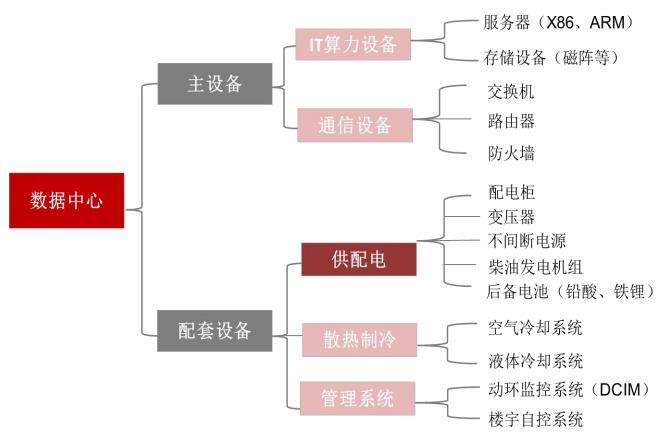 数据中心
主设备
IT算力设备
服务器（X86、ARM）
存储设备（磁阵等）
通信设备
交换机
路由器
防火墙
配套设备
供配电
配电柜
变压器
不间断电源
柴油发电机组
后备电池（铅酸、铁锂）
散热制冷
空气冷却系统
液体冷却系统
管理系统
动环监控系统（DCIM）
楼宇自控系统